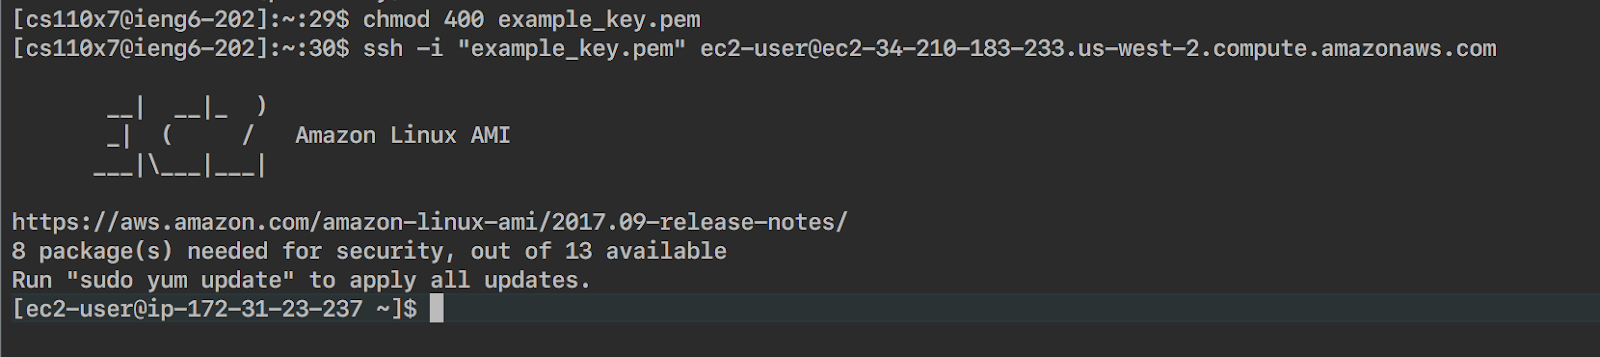 [cs110x7@ieng6-202]:~:29$ chmod 400 example_key.pem
[cs110x7@ieng6-202]:~:30$ ssh -i "example_key.pem" ec2-user@ec2-34-210-183-233.us-west-2.compute.amazonaws.com
       __|  __|_  )
       _|  (     /   Amazon Linux AMI
      ___|\___|___|
https://aws.amazon.com/amazon-linux-ami/2017.09-release-notes/
8 package(s) needed for security, out of 13 available
Run "sudo yum update" to apply all updates.
[ec2-user@ip-172-31-23-237 ~]$